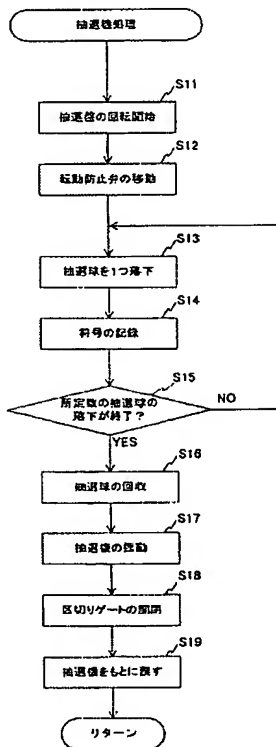 抽選機処理
S11
抽選機の回転開始
S12
転動防止弁の移動
S13
抽選球を1つ落下
S14
符号の記録
S15
所定数の抽選球の
落下が終了？
NO
YES
S16
抽選球の回収
S17
抽選機の振動
S18
区切りゲートの開閉
S19
抽選機をもとに戻す
リターン